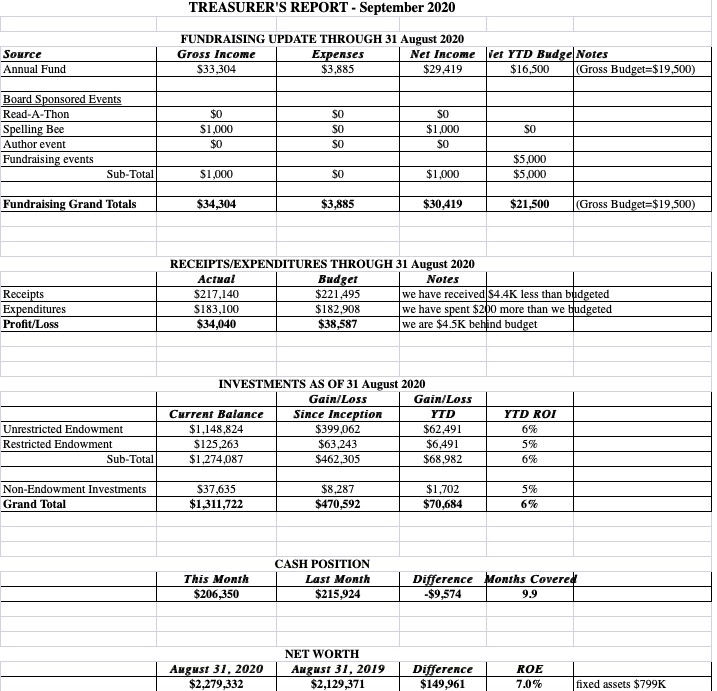 TREASURER'S REPORT - September 2020
FUNDRAISING UPDATE THROUGH 31 August 2020
Source Gross Income Expenses Net Income Net YTD Budge Notes
Annual Fund $33,304 $3,885 $29,419 $16,500 (Gross Budget=$19,500)
Board Sponsored Events
Read-A-Thon $0 $0 $0
Spelling Bee $1,000 $0 $1,000 $0
Author event $0 $0 $0
Fundraising events $5,000
Sub-Total $1,000 $0 $1,000 $5,000
Fundraising Grand Totals $34,304 $3,885 $30,419 $21,500 (Gross Budget=$19,500)
RECEIPTS/EXPENDITURES THROUGH 31 August 2020
Actual Budget Notes
Receipts $217,140 $221,495 we have received $4.4K less than budgeted
Expenditures $183,100 $182,908 we have spent $200 more than we budgeted
Profit/Loss $34,040 $38,587 we are $4.5K behind budget
INVESTMENTS AS OF 31 August 2020
Gain/Loss Gain/Loss
Current Balance Since Inception YTD YTD ROI
Unrestricted Endowment $1,148,824 $399,062 $62,491 6%
Restricted Endowment $125,263 $63,243 $6,491 5%
Sub-Total $1,274,087 $462,305 $68,982 6%
Non-Endowment Investments $37,635 $8,287 $1,702 5%
Grand Total $1,311,722 $470,592 $70,684 6%
CASH POSITION
This Month Last Month Difference Months Covered
$206,350 $215,924 -$9,574 9.9
NET WORTH
August 31, 2020 August 31, 2019 Difference ROE
$2,279,332 $2,129,371 $149,961 7.0% fixed assets $799K